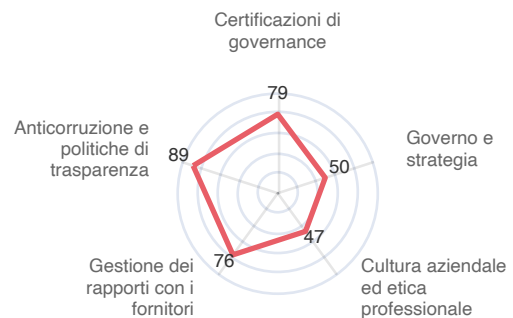 Certificazioni di
governance
79
Anticorruzione e
politiche di
trasparenza
89
Governo e
strategia
50
47
76
Gestione dei
rapporti con i
fornitori
Cultura aziendale
ed etica
professionale